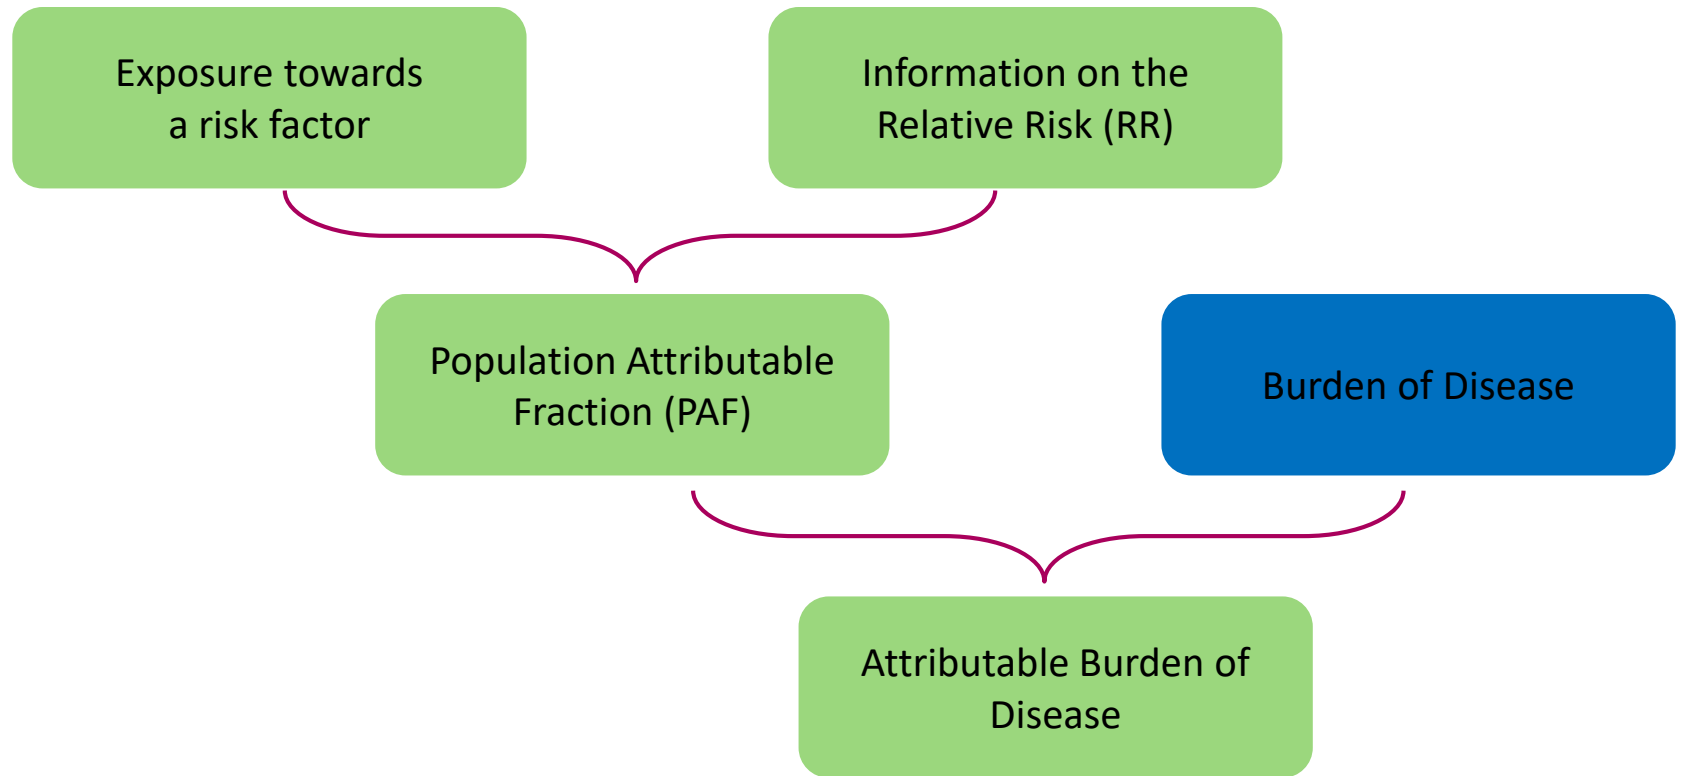 Exposure towards
a risk factor
Information on the
Relative Risk (RR)
Population Attributable
Fraction (PAF)
Burden of Disease
Attributable Burden of
Disease